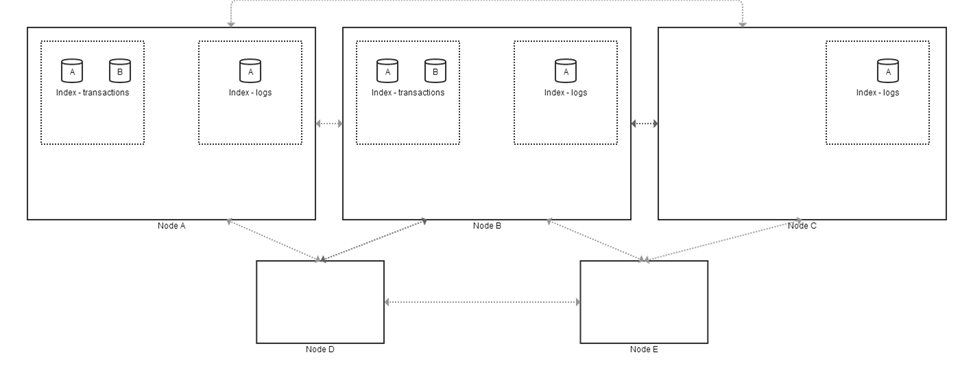 A
B
Index - transactions
A
Index - logs
A
B
Index - transactions
A
Index - logs
A
Index - logs
Node A
Node B
Node C
Node D
Node E